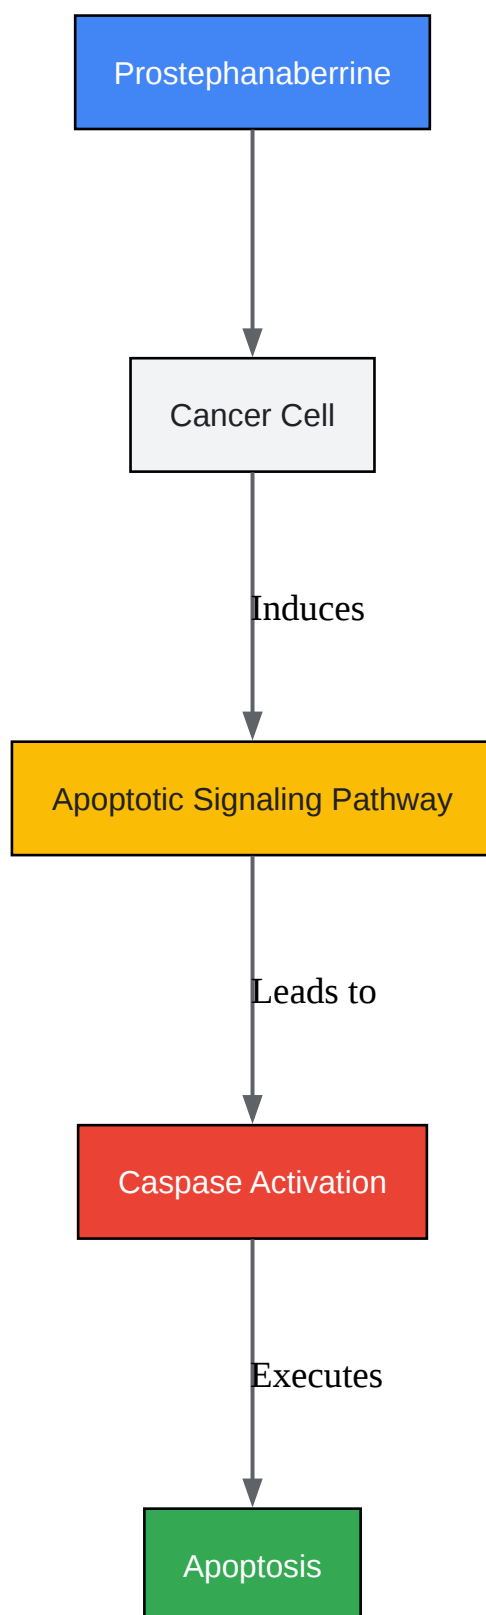 Prostephanaberrine
Cancer Cell
Induces
Apoptotic Signaling Pathway
Leads to
Caspase Activation
Executes
Apoptosis